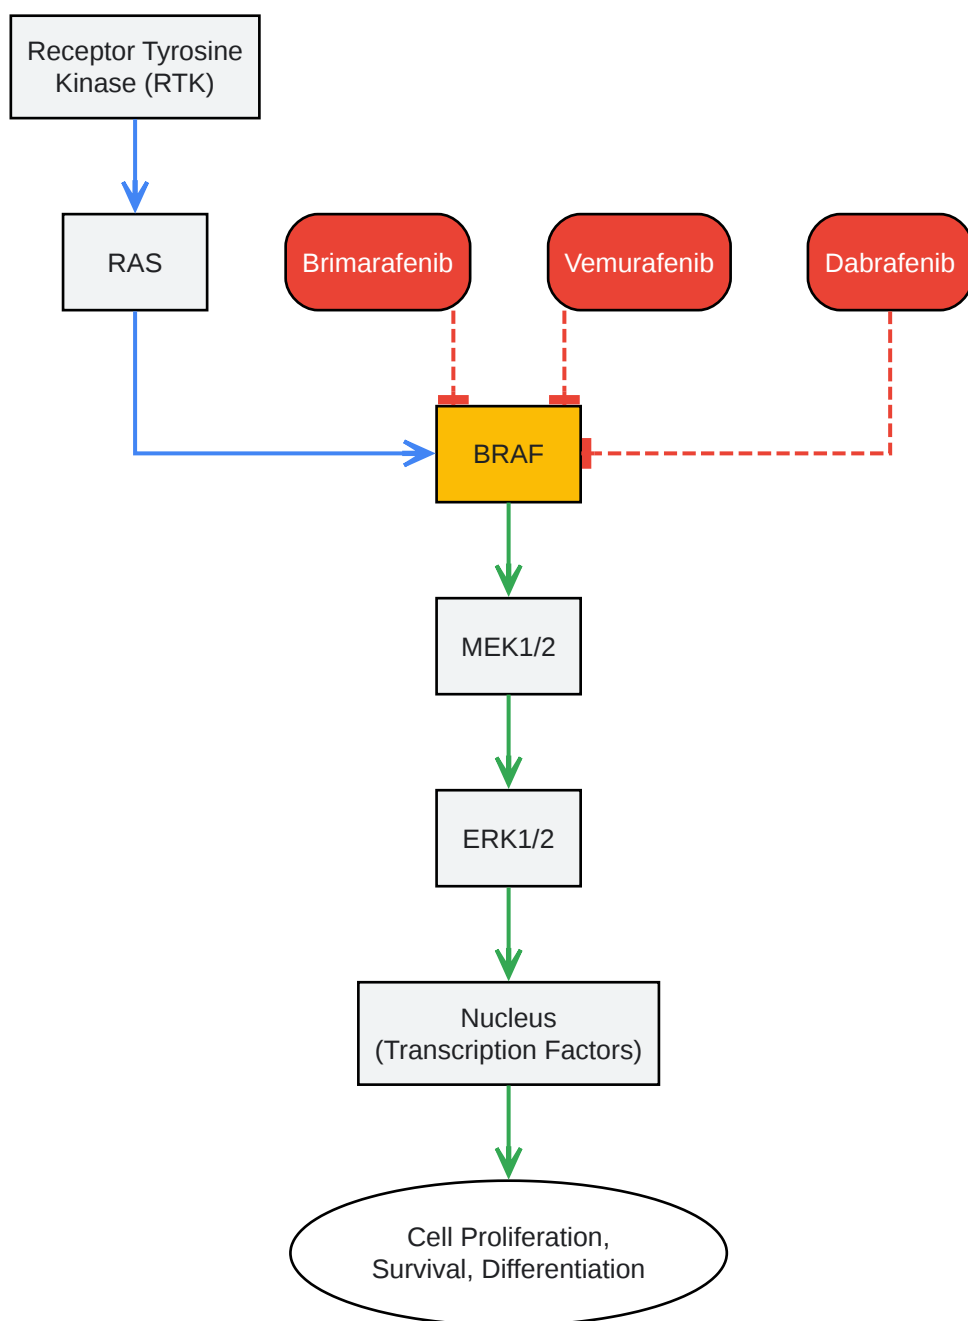 Receptor Tyrosine
Kinase (RTK)
RAS
Brimarafenib
Vemurafenib
Dabrafenib
BRAF
MEK1/2
ERK1/2
Nucleus
(Transcription Factors)
Cell Proliferation,
Survival, Differentiation